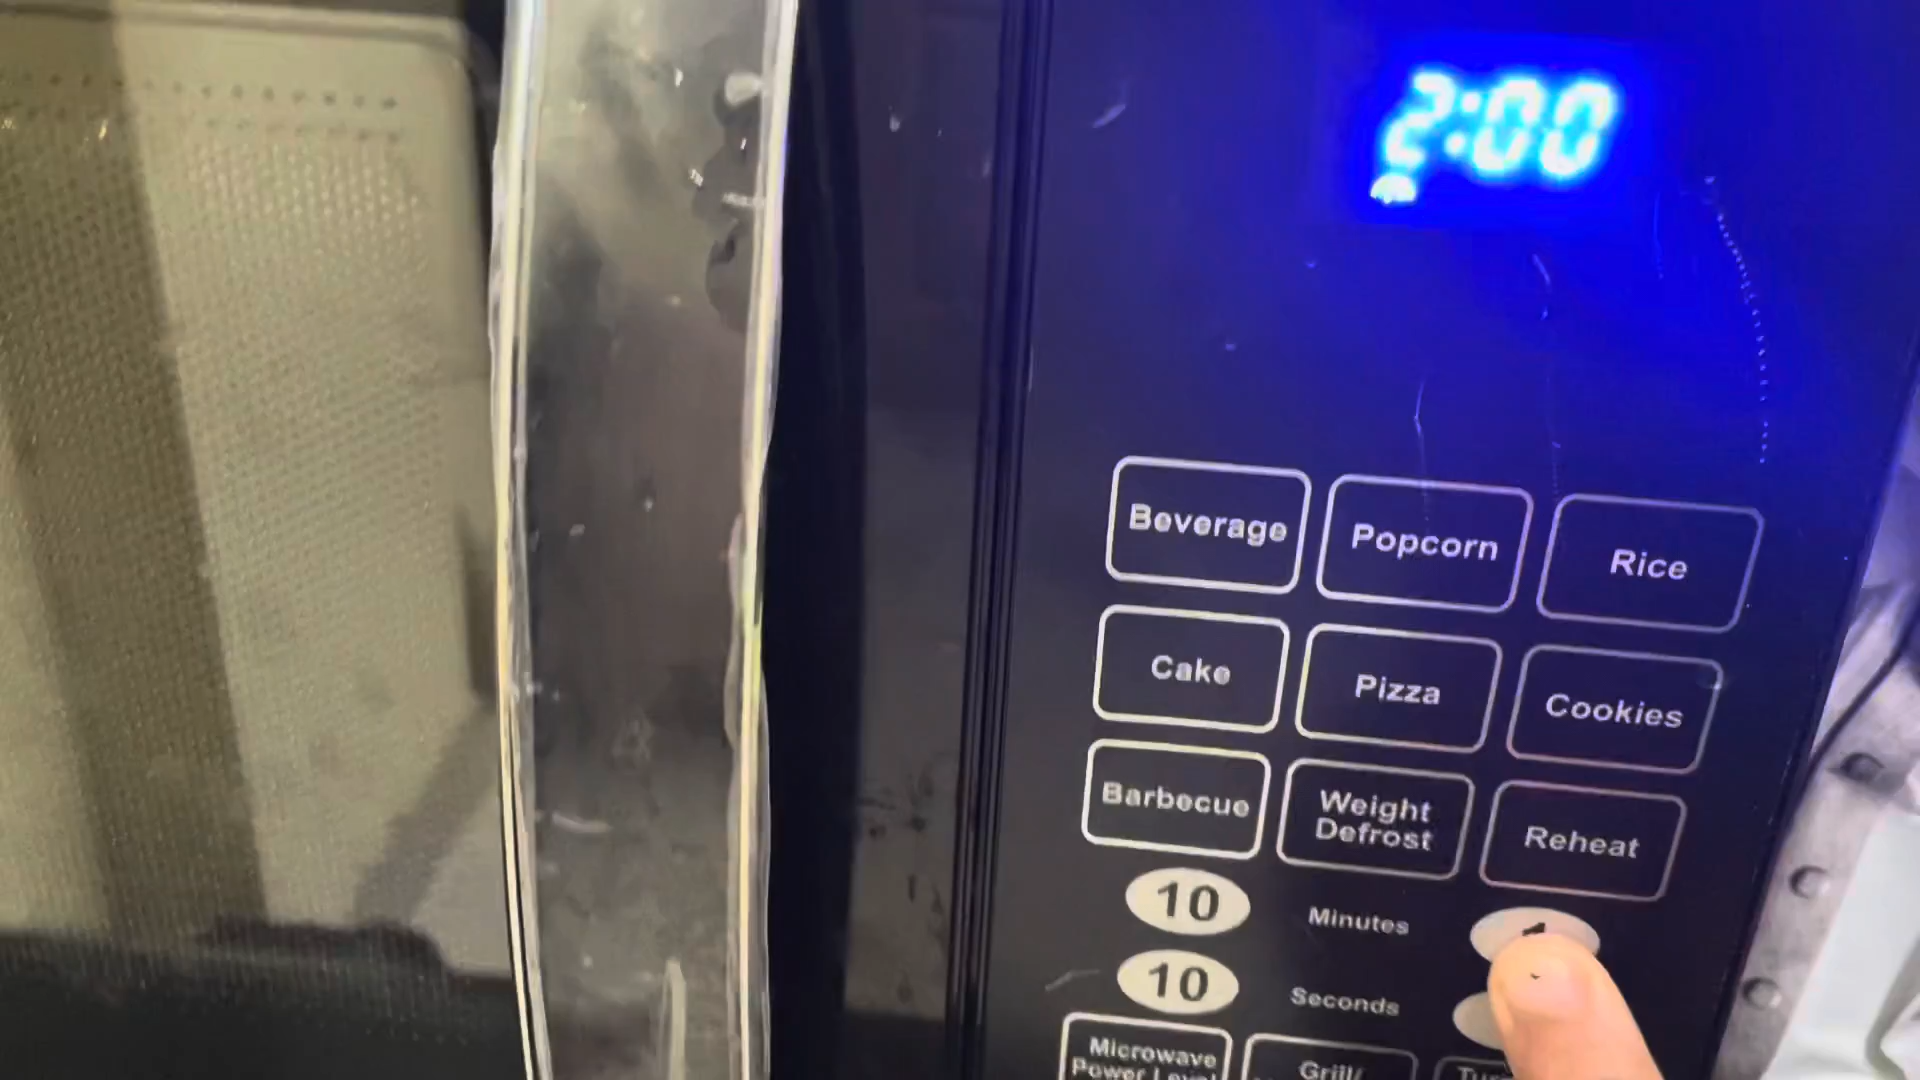 2:00
Beverage
Popcorn
Rice
Cake
Pizza
Cookies
Barbecue
Weight
Defrost
Reheat
10
Minutes
10
Seconds
Microwave
Power Level
Grill/